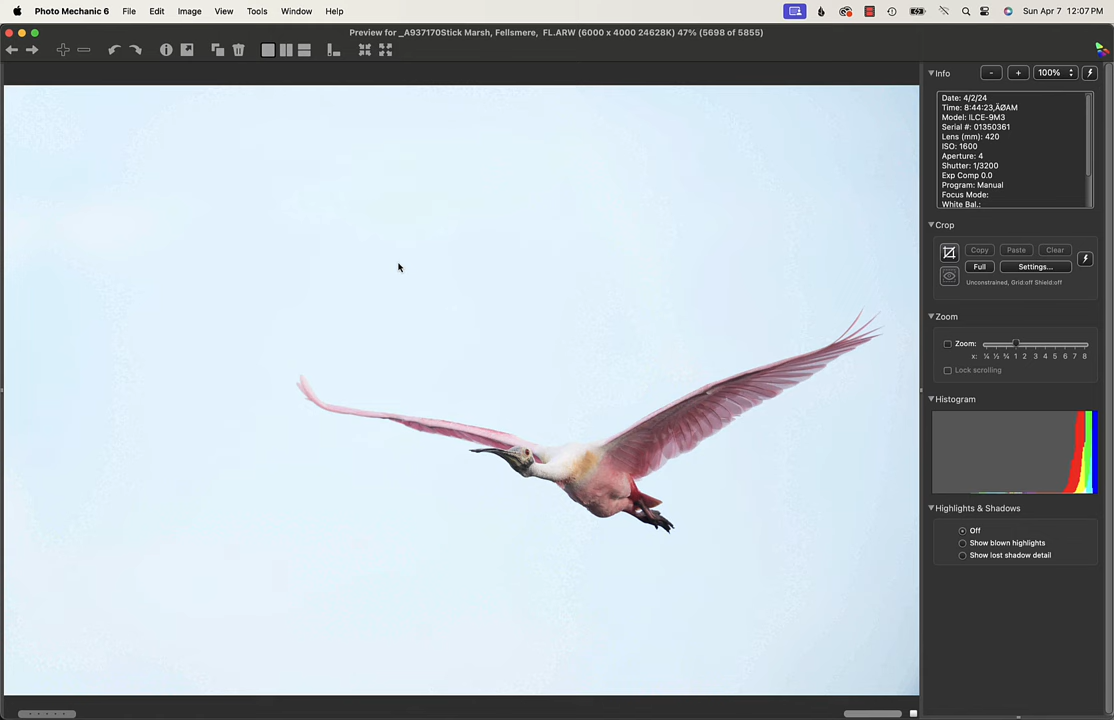 Photo Mechanic 6 File Edit Image View Tools Window Help Sun Apr 7 12:07 PM
Preview for _A937170Stick Marsh, Fellsmere, FL.ARW (6000 x 4000 24628K) 47% (5698 of 5855)
Info - + 100%
Date: 4/2/24
Time: 8:44:23‚ÄØAM
Model: ILCE-9M3
Serial #: 01350361
Lens (mm): 420
ISO: 1600
Aperture: 4
Shutter: 1/3200
Exp Comp 0.0
Program: Manual
Focus Mode:
White Bal.:
Crop
Copy Paste Clear
Full Settings...
Unconstrained, Grid:off Shield:off
Zoom
Zoom:
x: ¼ ½ ¾ 1 2 3 4 5 6 7 8
Lock scrolling
Histogram
Highlights & Shadows
Off
Show blown highlights
Show lost shadow detail